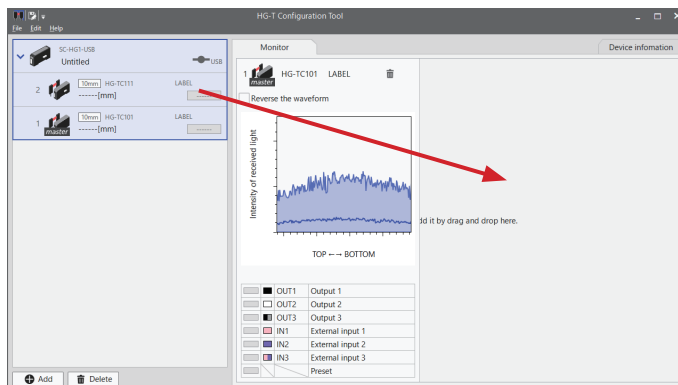 HG-T Configuration Tool
File Edit Help
SC-HG1-USB
Untitled
USB
2 10mm HG-TC111 LABEL
------[mm]
1 10mm HG-TC101 LABEL
master ------[mm]
Add Delete
Monitor
Device infomation
1 HG-TC101 LABEL
master
Reverse the waveform
Intensity of received light
TOP ←→ BOTTOM
OUT1 Output 1
OUT2 Output 2
OUT3 Output 3
IN1 External input 1
IN2 External input 2
IN3 External input 3
Preset
dd it by drag and drop here.